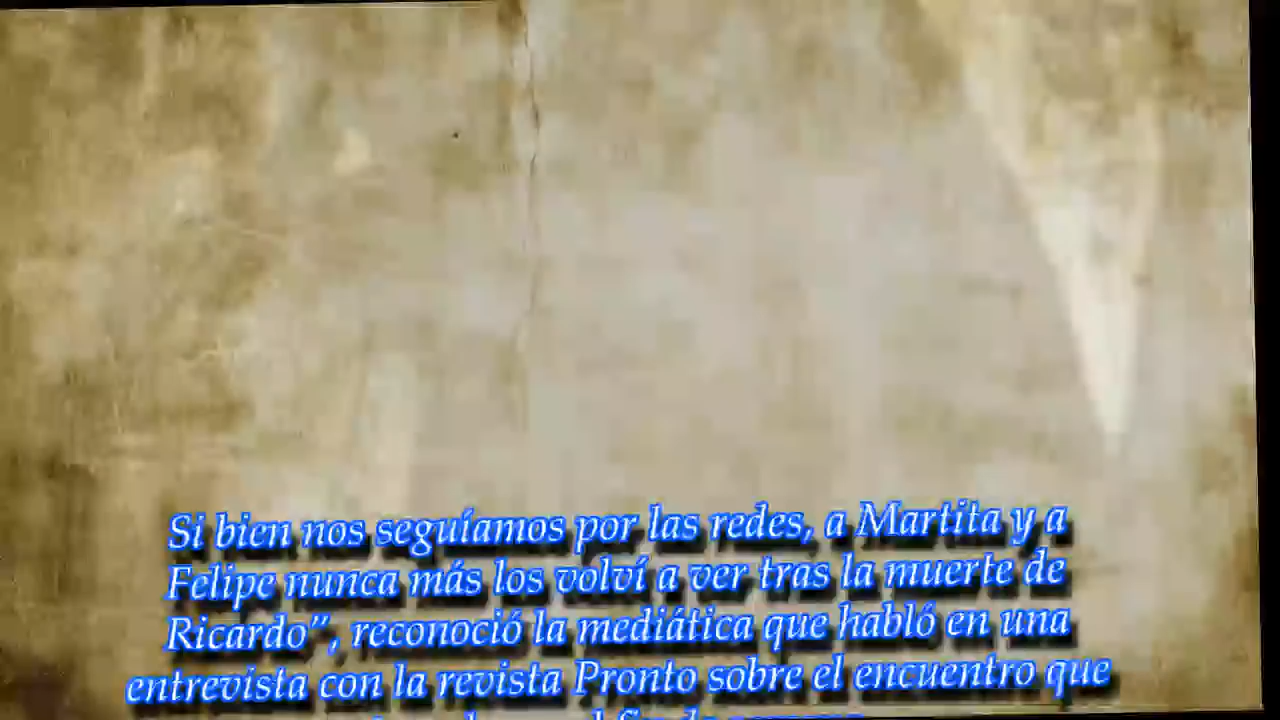 Si bien nos seguíamos por las redes, a Martita y a
Felipe nunca más los volví a ver tras la muerte de
Ricardo”, reconoció la mediática que habló en una
entrevista con la revista Pronto sobre el encuentro que